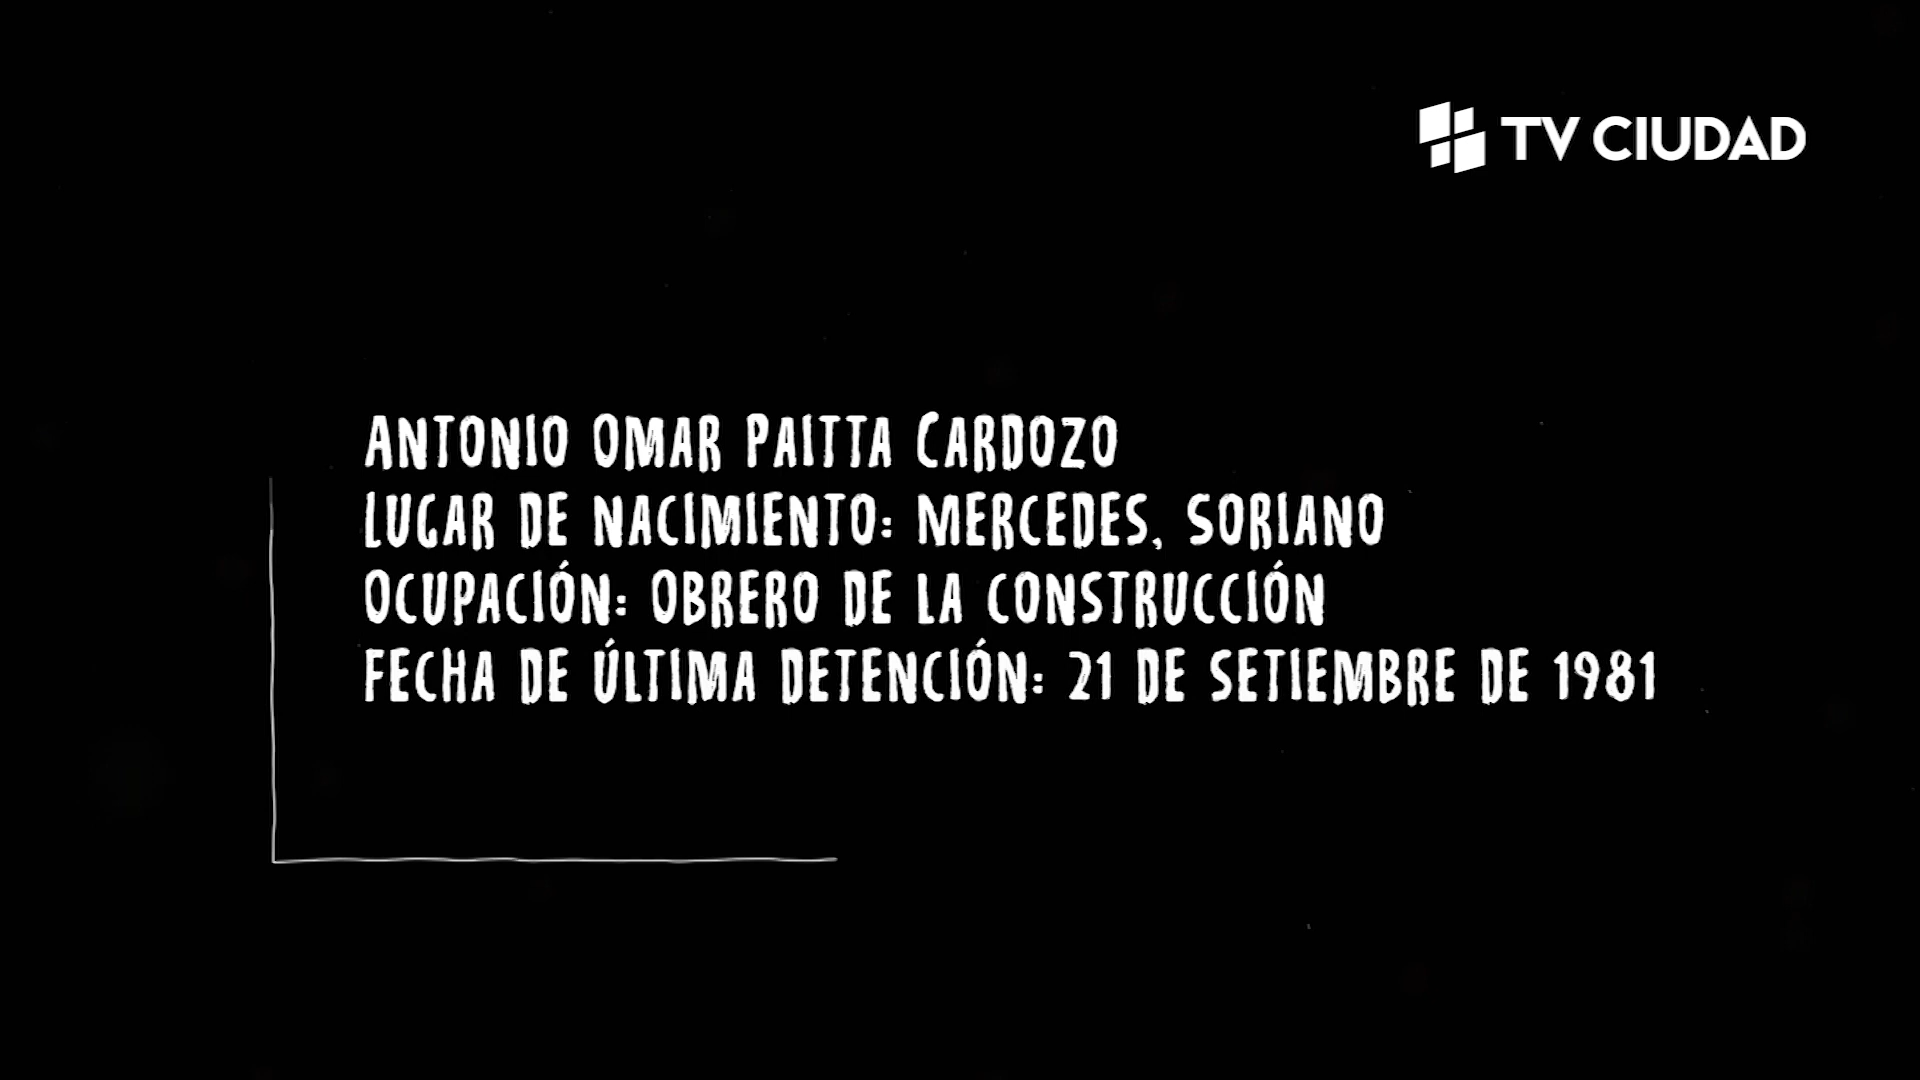 TV CIUDAD
ANTONIO OMAR PAITTA CARDOZO
LUGAR DE NACIMIENTO: MERCEDES, SORIANO
OCUPACIÓN: OBRERO DE LA CONSTRUCCIÓN
FECHA DE ÚLTIMA DETENCIÓN: 21 DE SETIEMBRE DE 1981